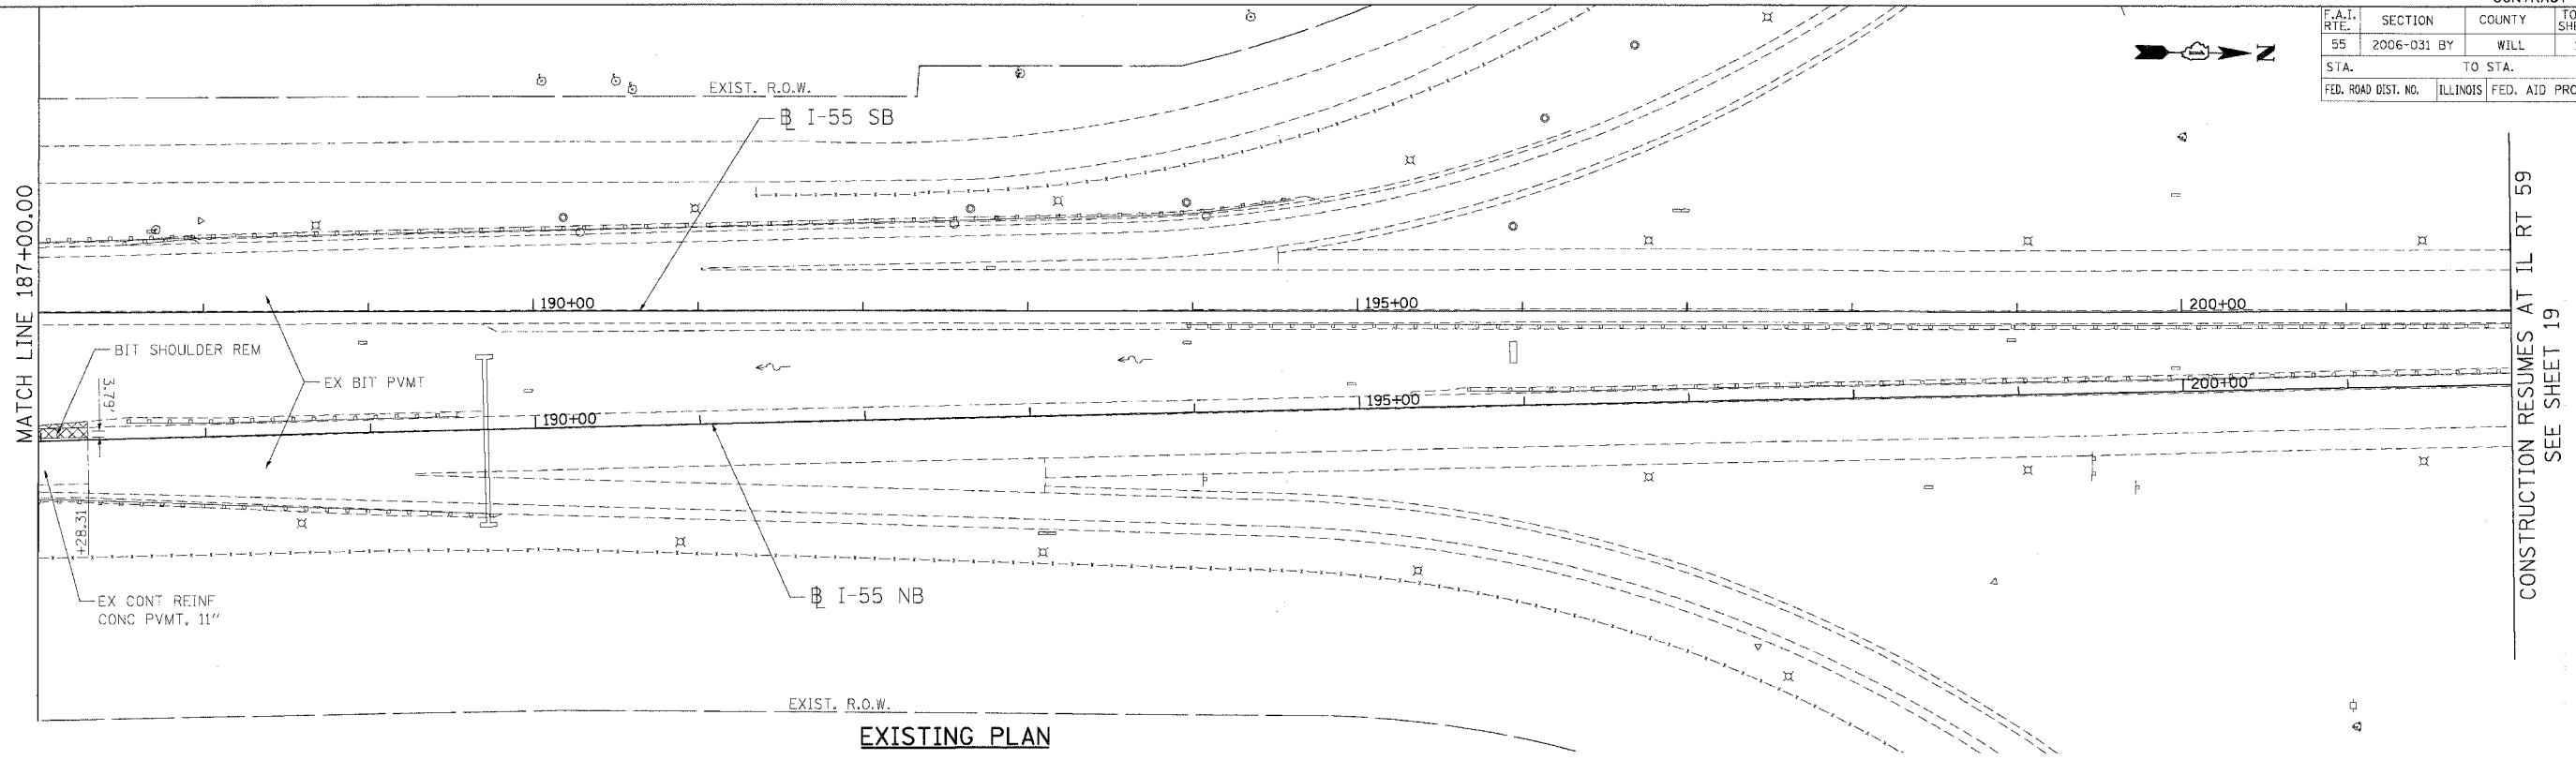 F.A.I. RTE.
SECTION
COUNTY
55
2006-031 BY
WILL
STA.
TO STA.
FED. ROAD DIST. NO.
ILLINOIS
FED. AID
N
EXIST. R.O.W.
B I-55 SB
MATCH LINE 187+00.00
190+00
195+00
200+00
BIT SHOULDER REM
3.79'
EX BIT PVMT
190+00
195+00
200+00
+28.31
EX CONT REINF
CONC PVMT, 11"
B I-55 NB
CONSTRUCTION RESUMES AT IL RT 59
SEE SHEET 19
EXIST. R.O.W.
EXISTING PLAN